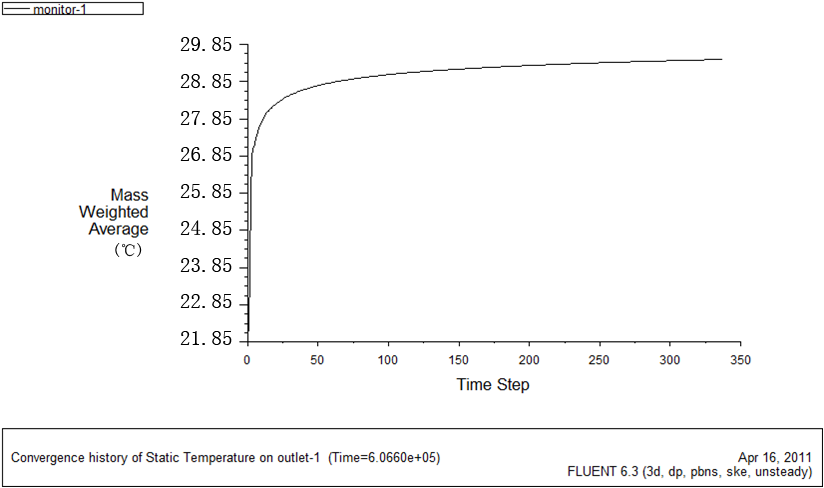 monitor-1
29.85
28.85
27.85
26.85
25.85
24.85
23.85
22.85
21.85
Mass
Weighted
Average
(℃)
0 50 100 150 200 250 300 350
Time Step
Convergence history of Static Temperature on outlet-1 (Time=6.0660e+05)
Apr 16, 2011
FLUENT 6.3 (3d, dp, pbns, ske, unsteady)